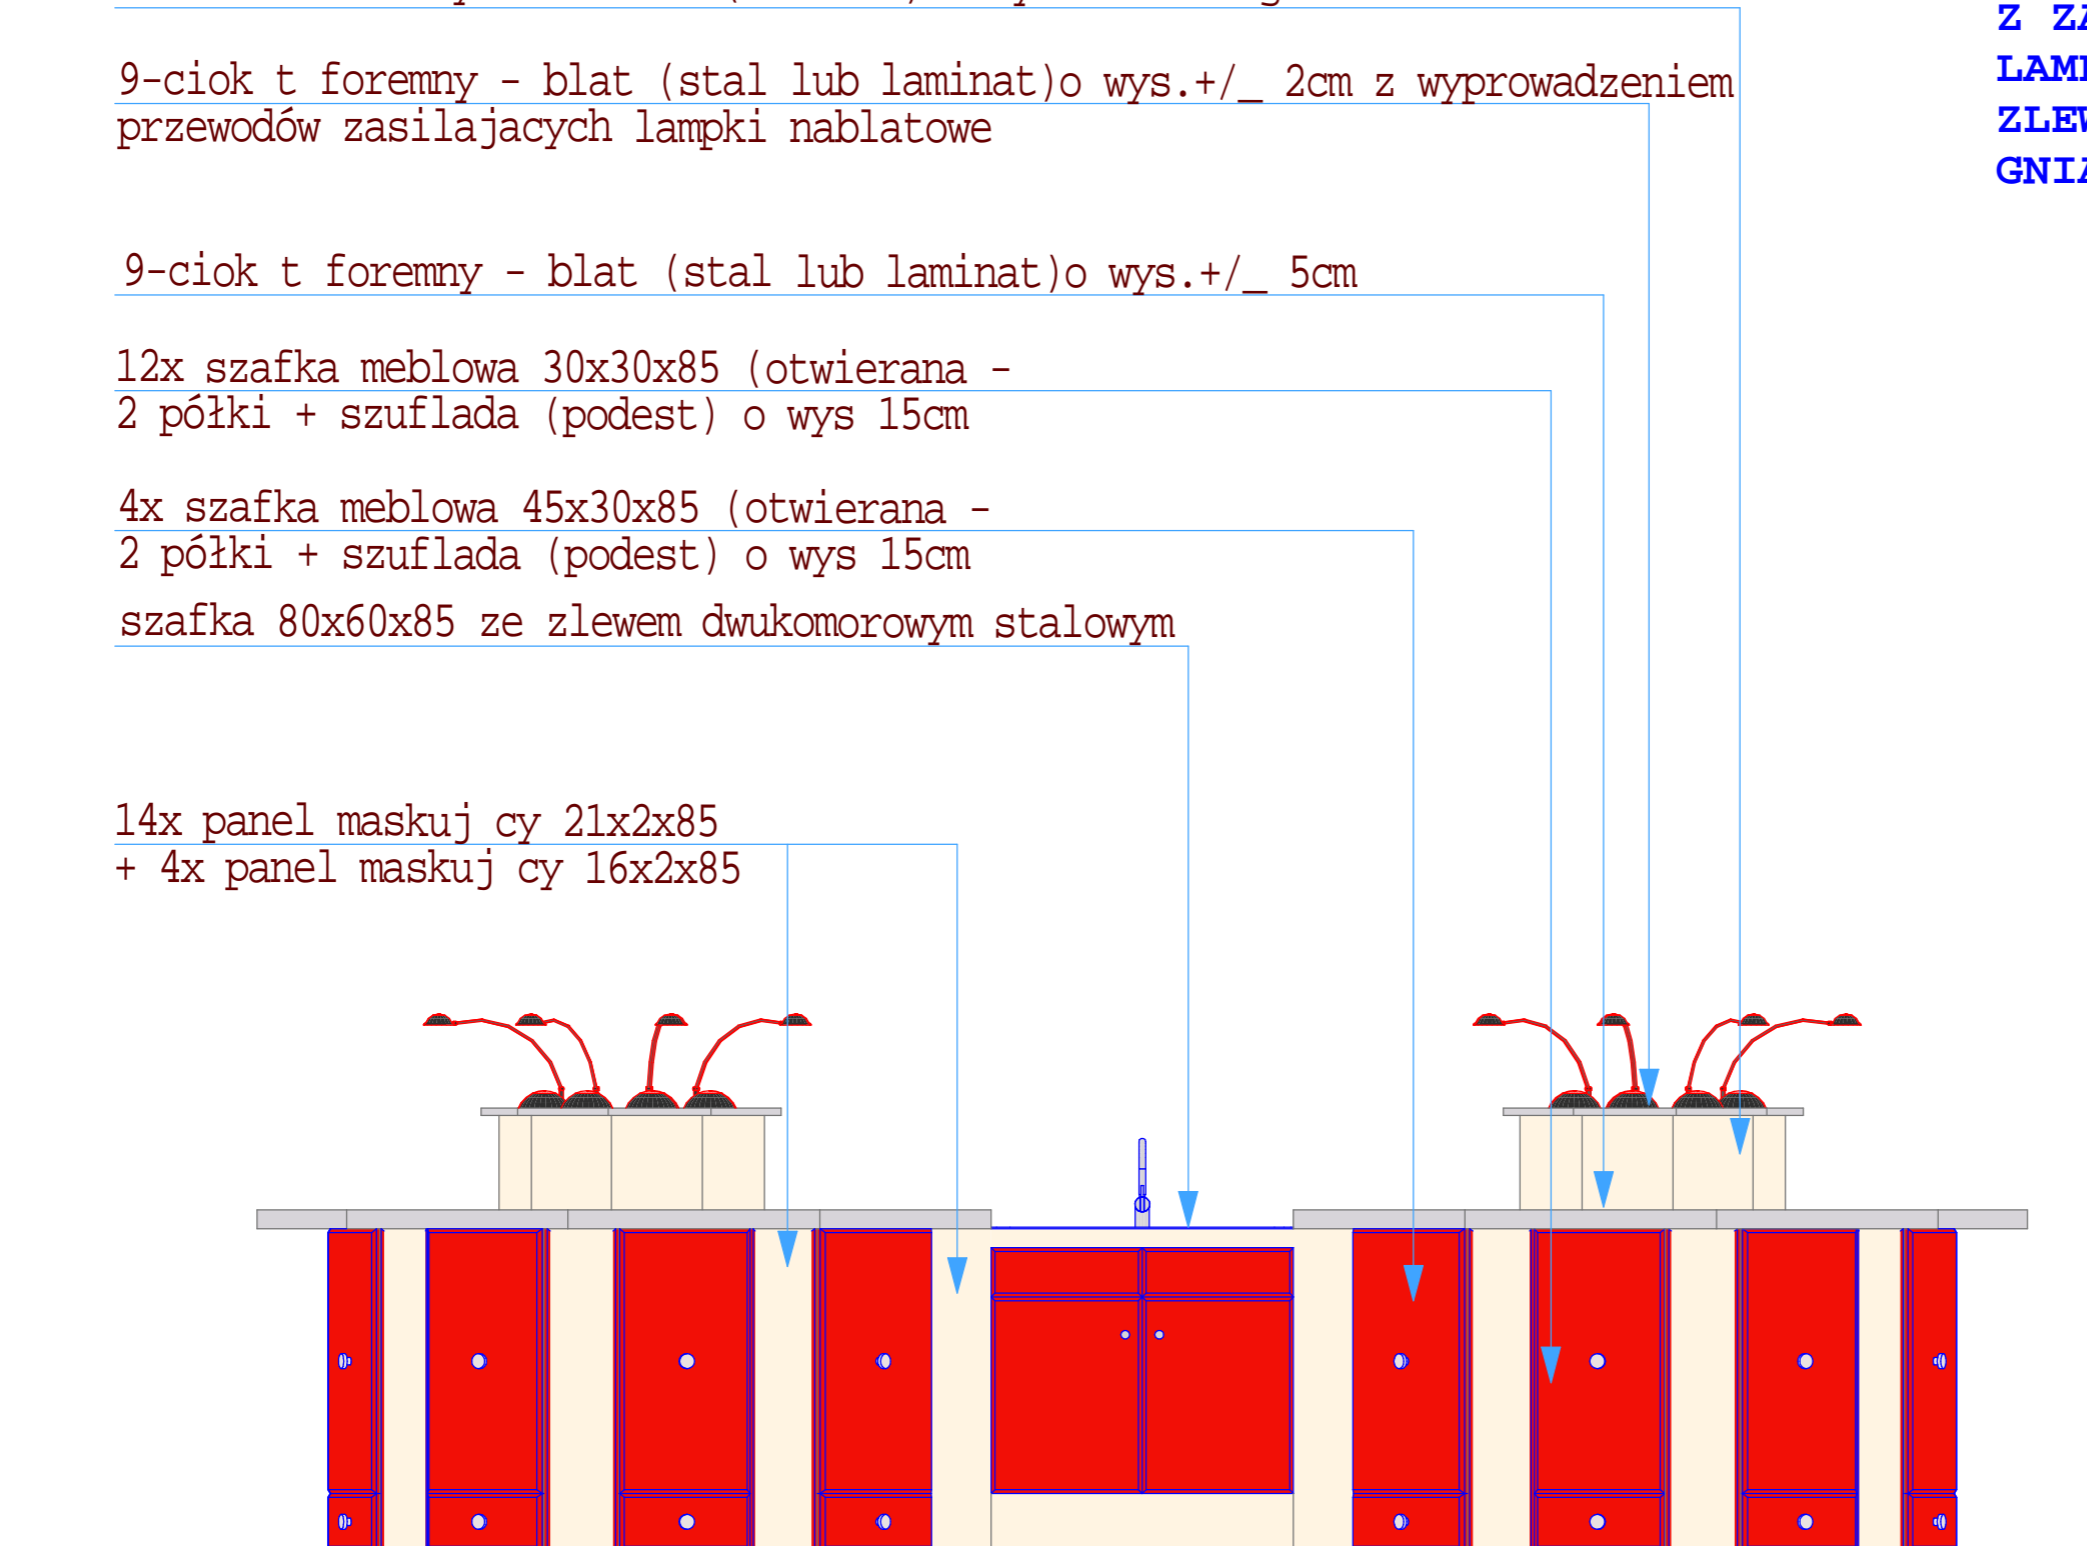 9-ciok t foremny - blat (stal lub laminat)o wys.+/_ 2cm z wyprowadzeniem
przewodów zasilajacych lampki nablatowe
9-ciok t foremny - blat (stal lub laminat)o wys.+/_ 5cm
12x szafka meblowa 30x30x85 (otwierana -
2 półki + szuflada (podest) o wys 15cm
4x szafka meblowa 45x30x85 (otwierana -
2 półki + szuflada (podest) o wys 15cm
szafka 80x60x85 ze zlewem dwukomorowym stalowym
14x panel maskuj cy 21x2x85
+ 4x panel maskuj cy 16x2x85
Z